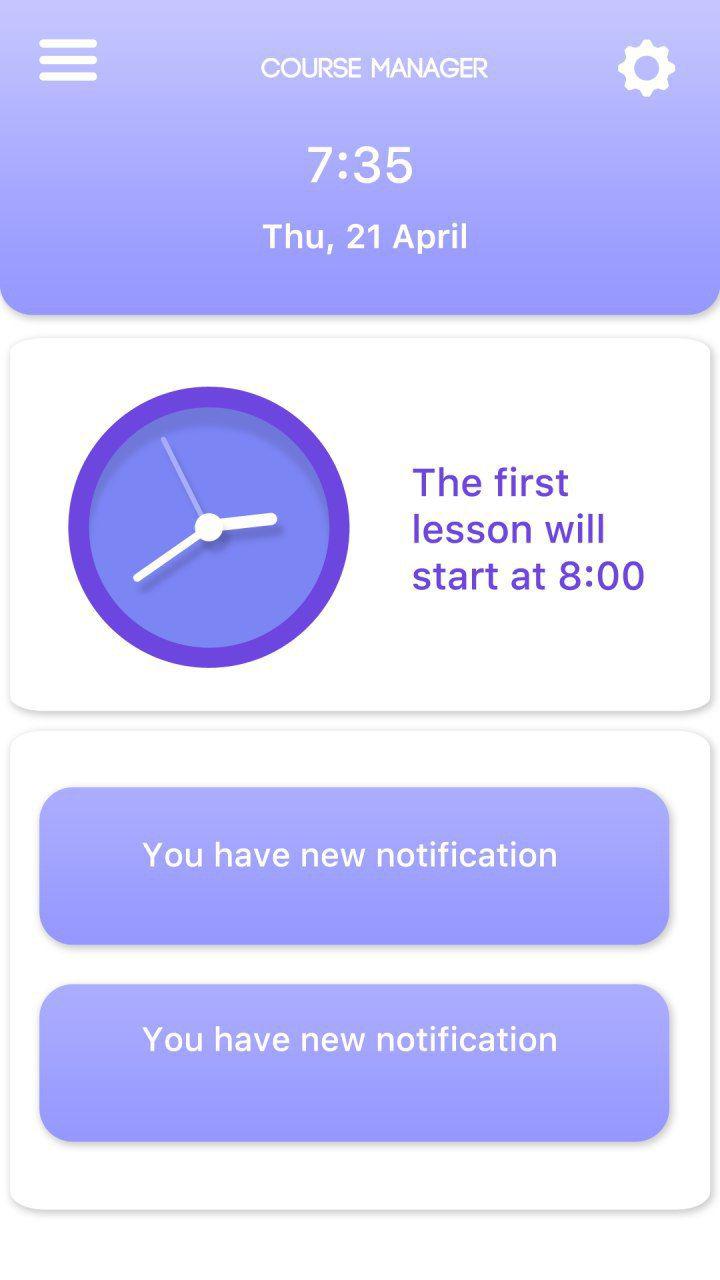 COURSE MANAGER
7:35
Thu, 21 April
The first
lesson will
start at 8:00
You have new notification
You have new notification